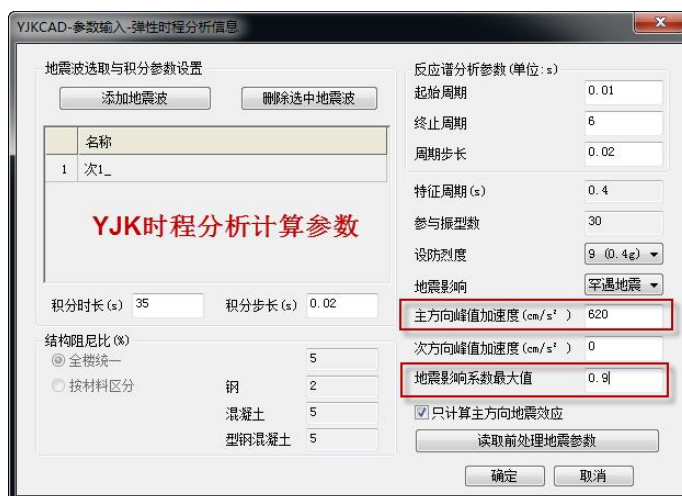 YJKCAD-参数输入-弹性时程分析信息
地震波选取与积分参数设置
添加地震波 删除选中地震波
名称
1 次1_
YJK时程分析计算参数
积分时长(s) 35 积分步长(s) 0.02
结构阻尼比(%)
全楼统一 5
按材料区分 钢 2
混凝土 5
型钢混凝土 5
反应谱分析参数(单位:s)
起始周期 0.01
终止周期 6
周期步长 0.02
特征周期(s) 0.4
参与振型数 30
设防烈度 9 (0.4g)
地震影响 罕遇地震
主方向峰值加速度(cm/s²) 620
次方向峰值加速度(cm/s²) 0
地震影响系数最大值 0.9
只计算主方向地震效应
读取前处理地震参数
确定 取消